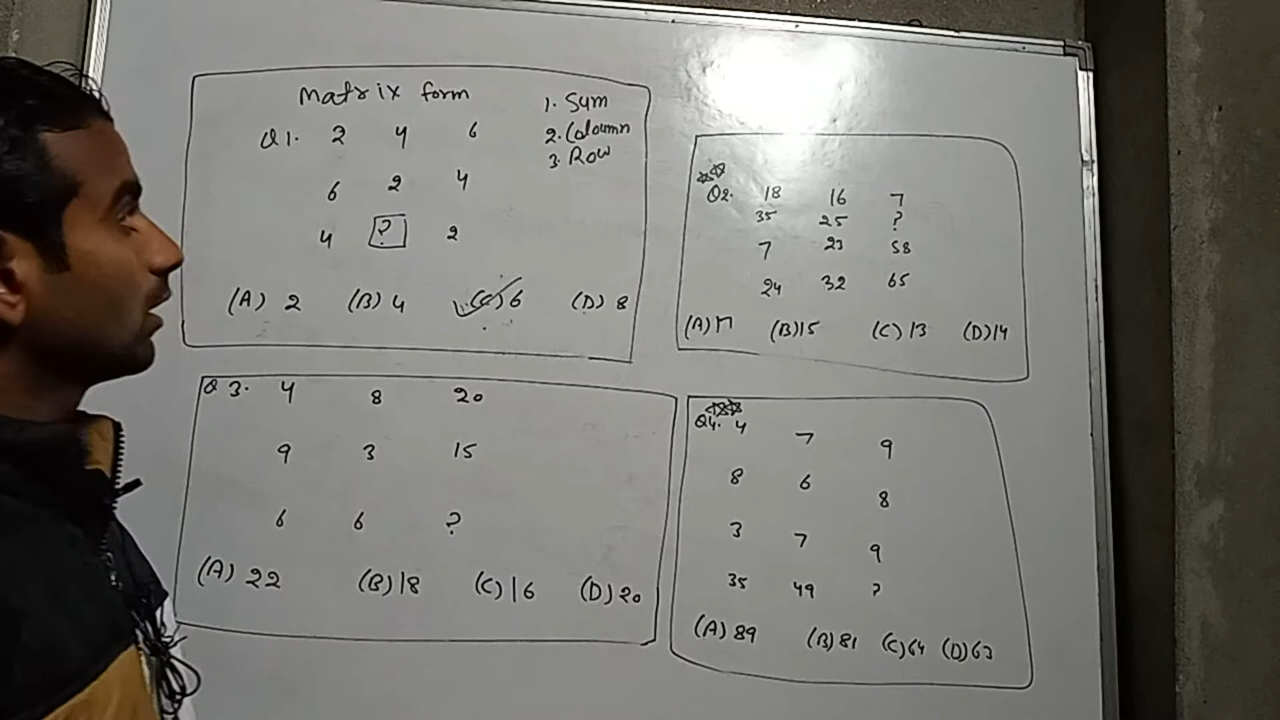 Matrix form
1. Sum
2. Coloumn
3. Row
Q1. 2 4 6
6 2 4
4 ? 2
(A) 2 (B) 4 (C) 6 (D) 8
Q2. 18 16 7
35 25 ?
7 23 58
24 32 65
(A) 17 (B) 15 (C) 13 (D) 14
Q 3. 4 8 20
9 3 15
6 6 ?
(A) 22 (B) 18 (C) 16 (D) 20
Q4. 4 7 9
8 6 8
3 7 9
35 49 ?
(A) 89 (B) 81 (C) 64 (D) 63